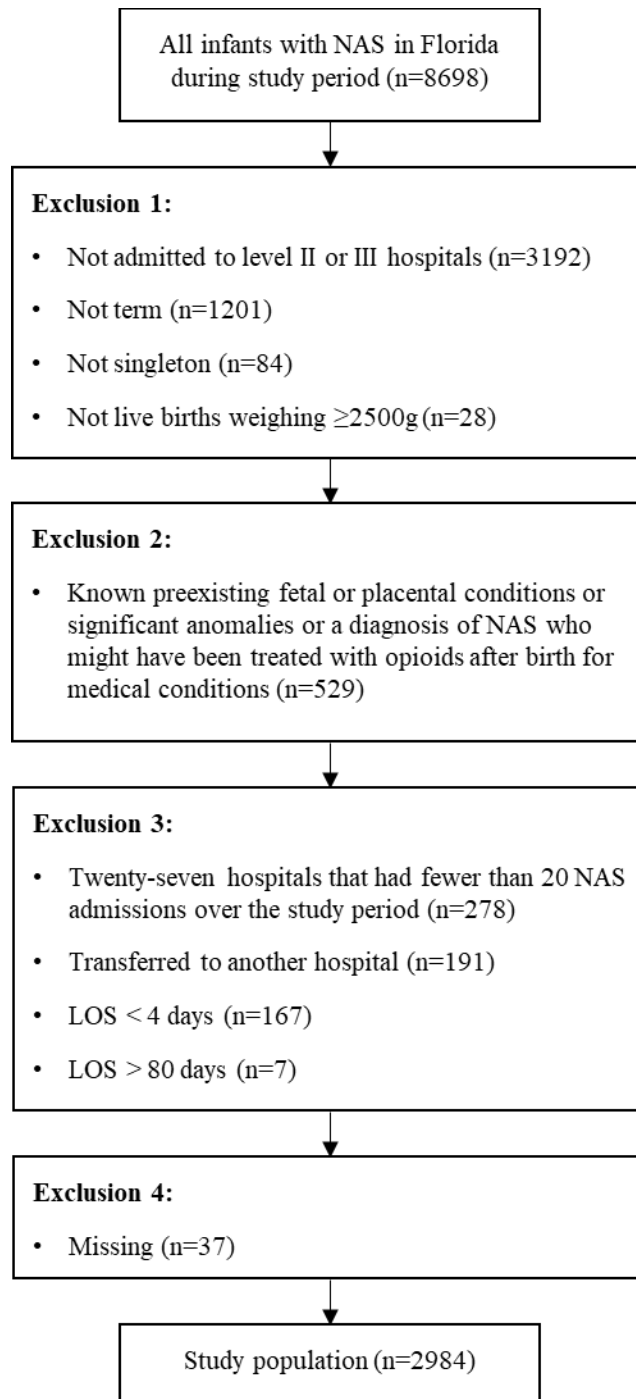 All infants with NAS in Florida
during study period (n=8698)
Exclusion 1:
• Not admitted to level II or III hospitals (n=3192)
• Not term (n=1201)
• Not singleton (n=84)
• Not live births weighing ≥2500g (n=28)
Exclusion 2:
• Known preexisting fetal or placental conditions or
significant anomalies or a diagnosis of NAS who
might have been treated with opioids after birth for
medical conditions (n=529)
Exclusion 3:
• Twenty-seven hospitals that had fewer than 20 NAS
admissions over the study period (n=278)
• Transferred to another hospital (n=191)
• LOS < 4 days (n=167)
• LOS > 80 days (n=7)
Exclusion 4:
• Missing (n=37)
Study population (n=2984)